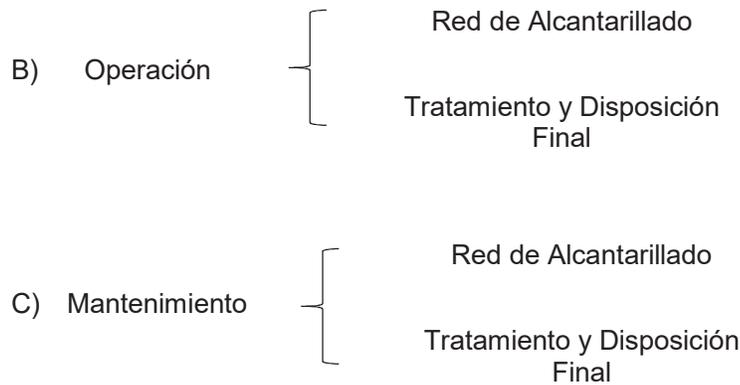 Red de Alcantarillado
B) Operación
Tratamiento y Disposición
Final
Red de Alcantarillado
C) Mantenimiento
Tratamiento y Disposición
Final